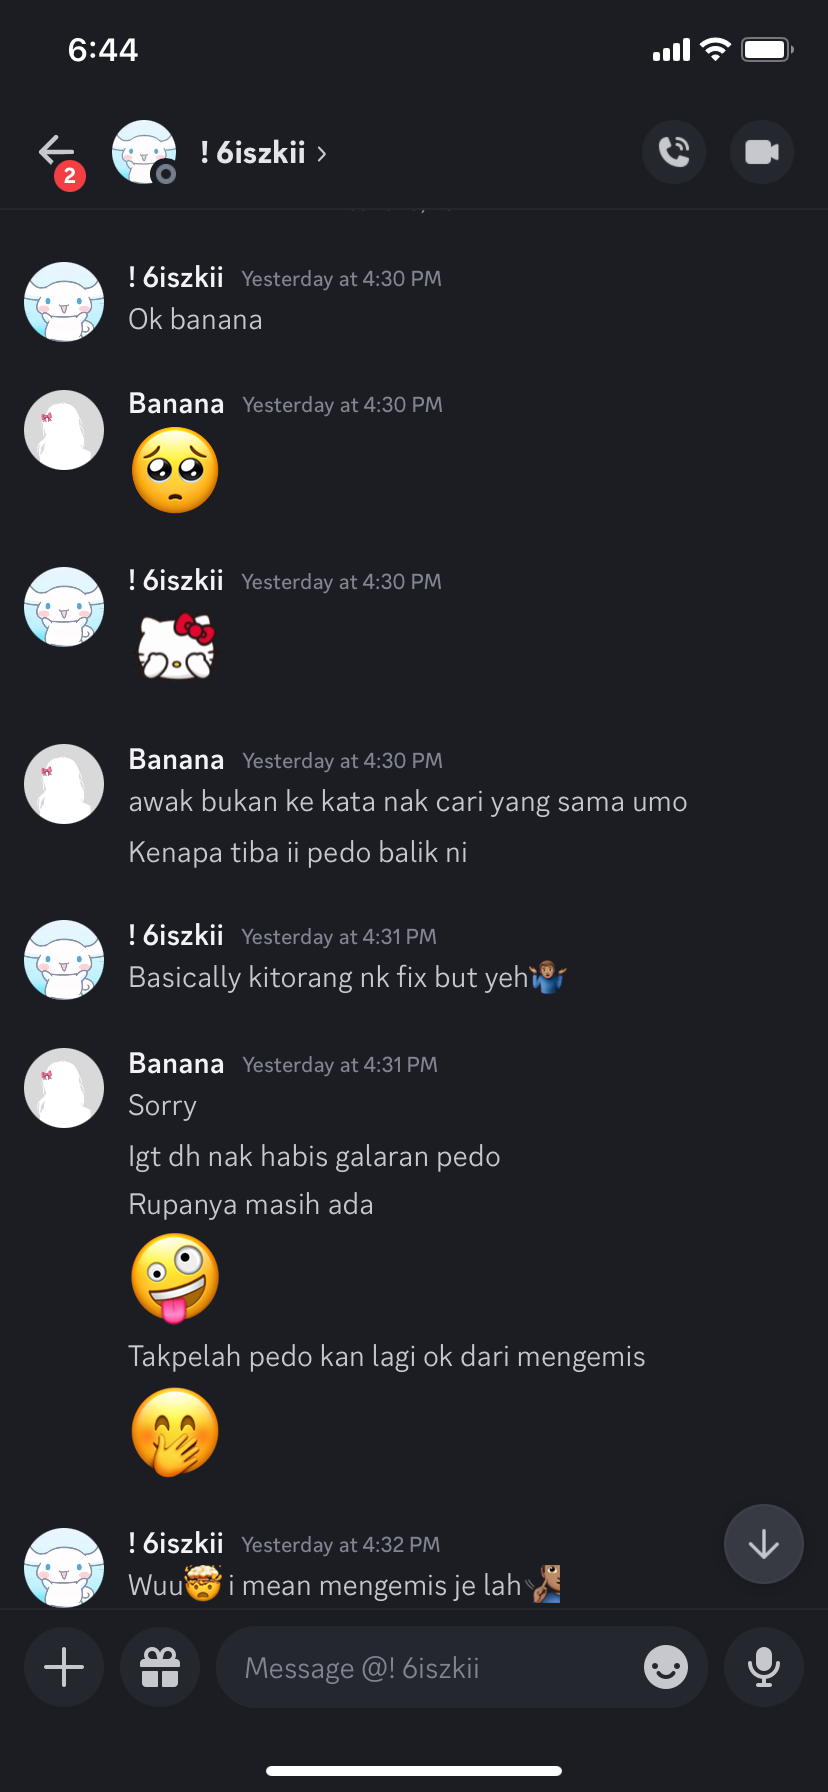 6:44
2
! 6iszkii
! 6iszkii Yesterday at 4:30 PM
Ok banana
Banana Yesterday at 4:30 PM
! 6iszkii Yesterday at 4:30 PM
Banana Yesterday at 4:30 PM
awak bukan ke kata nak cari yang sama umo
Kenapa tiba ii pedo balik ni
! 6iszkii Yesterday at 4:31 PM
Basically kitorang nk fix but yeh
Banana Yesterday at 4:31 PM
Sorry
Igt dh nak habis galaran pedo
Rupanya masih ada
Takpelah pedo kan lagi ok dari mengemis
! 6iszkii Yesterday at 4:32 PM
Wuu i mean mengemis je lah
Message @! 6iszkii